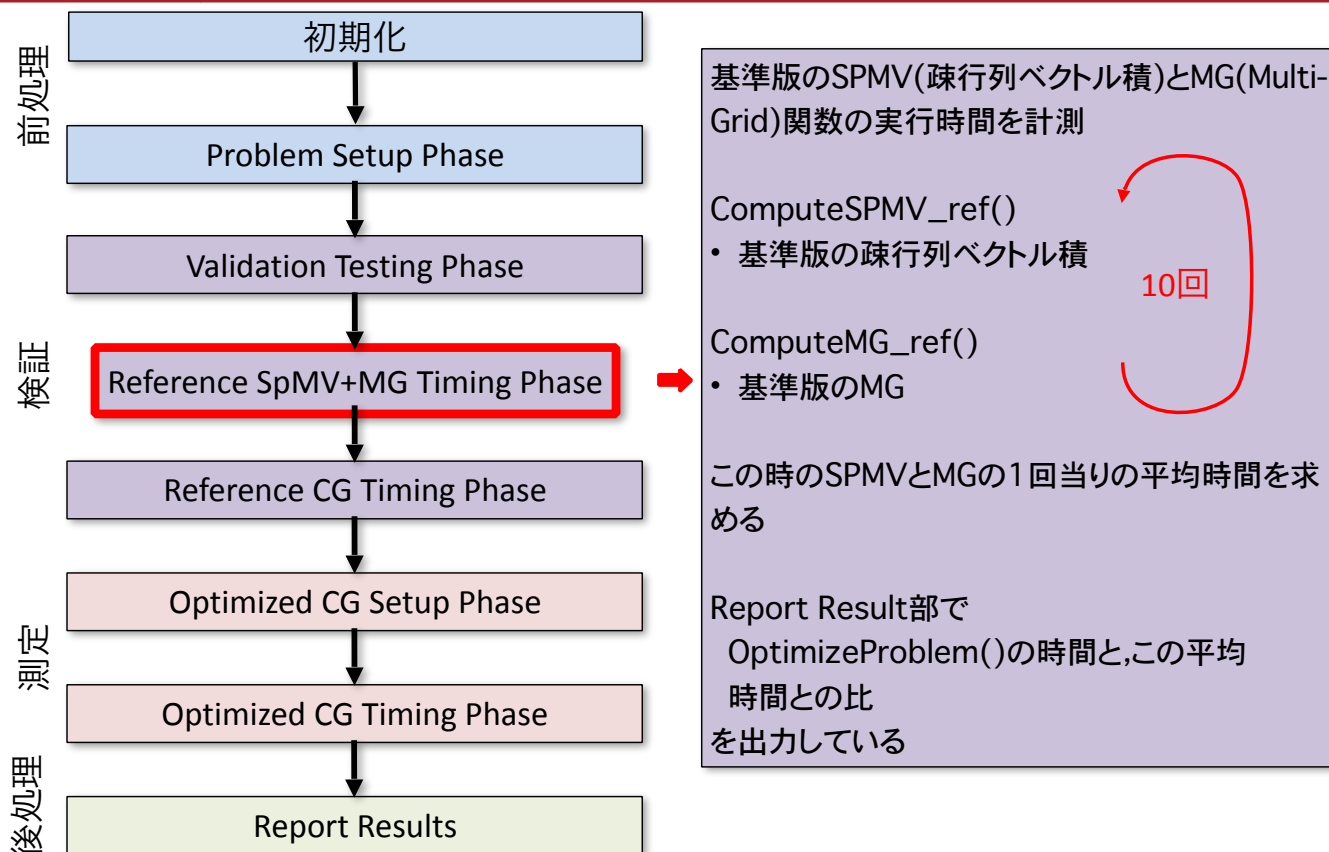 前処理
初期化
Problem Setup Phase
検証
Validation Testing Phase
Reference SpMV+MG Timing Phase
Reference CG Timing Phase
測定
Optimized CG Setup Phase
Optimized CG Timing Phase
後処理
Report Results
基準版のSPMV(疎行列ベクトル積)とMG(Multi-
Grid)関数の実行時間を計測
ComputeSPMV_ref()
• 基準版の疎行列ベクトル積
10回
ComputeMG_ref()
• 基準版のMG
この時のSPMVとMGの1回当りの平均時間を求
める
Report Result部で
OptimizeProblem()の時間と,この平均
時間との比
を出力している